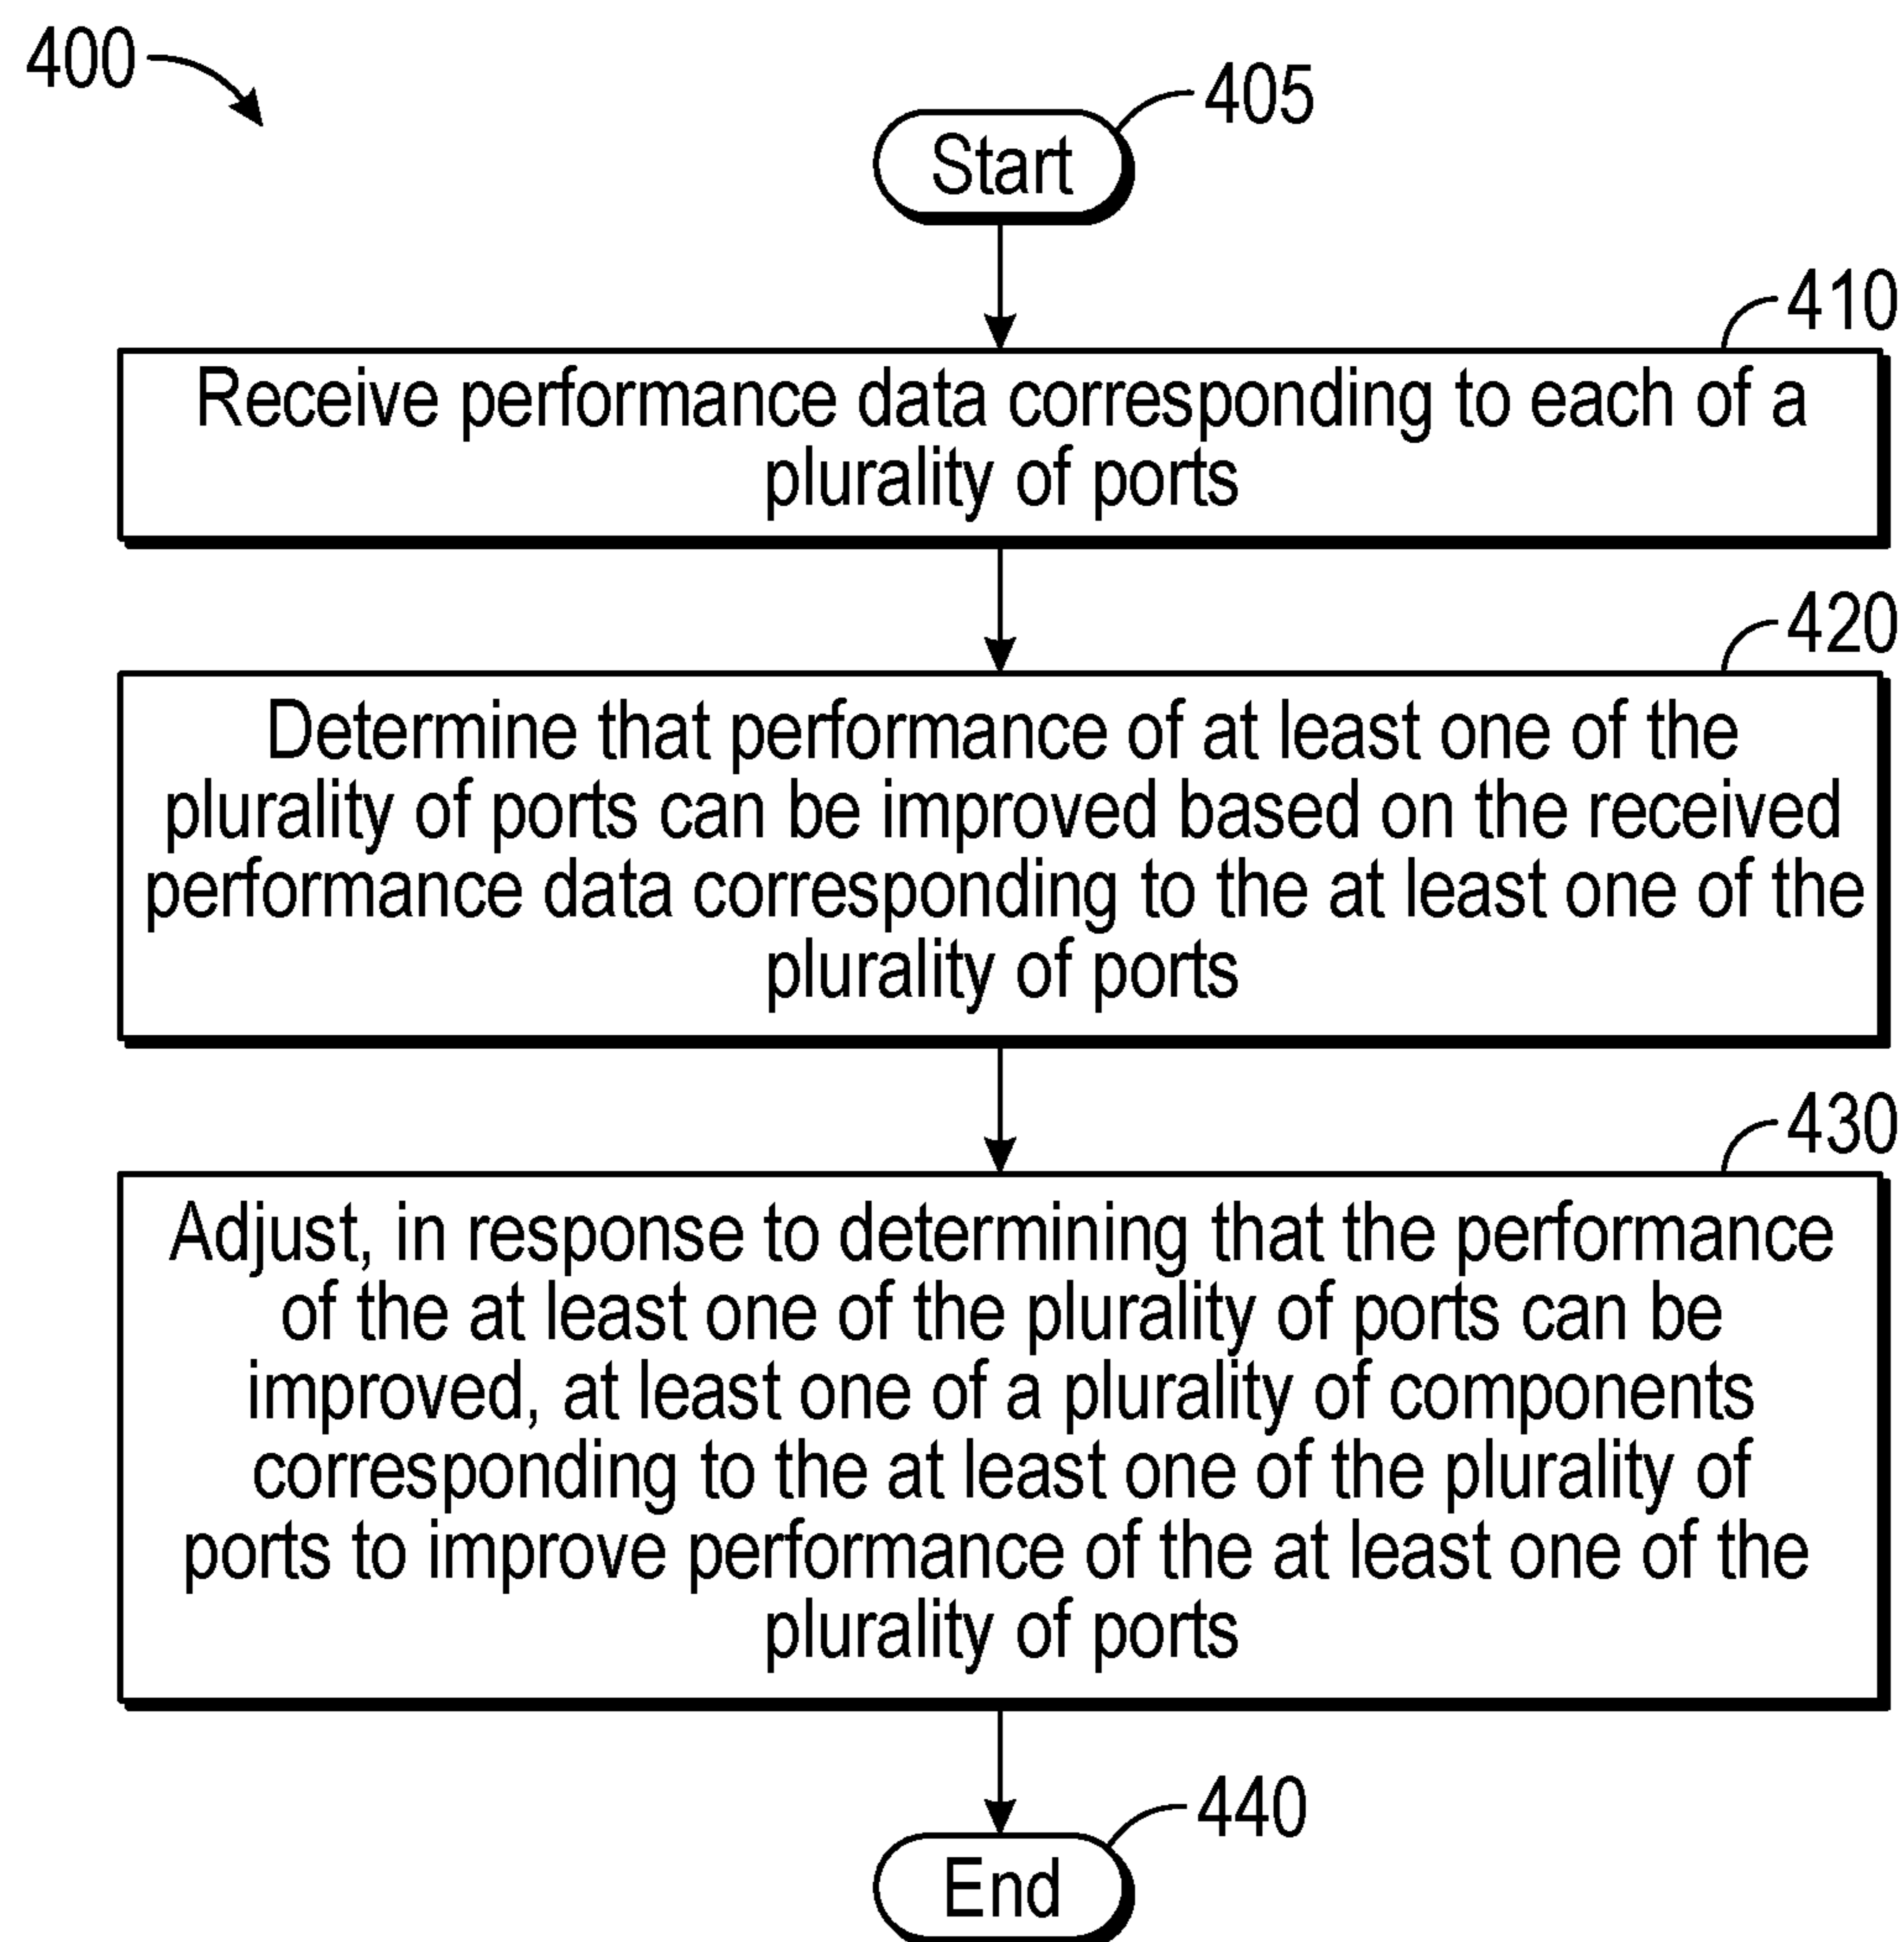 400
405
Start
410
Receive performance data corresponding to each of a
plurality of ports
420
Determine that performance of at least one of the
plurality of ports can be improved based on the received
performance data corresponding to the at least one of the
plurality of ports
430
Adjust, in response to determining that the performance
of the at least one of the plurality of ports can be
improved, at least one of a plurality of components
corresponding to the at least one of the plurality of
ports to improve performance of the at least one of the
plurality of ports
440
End